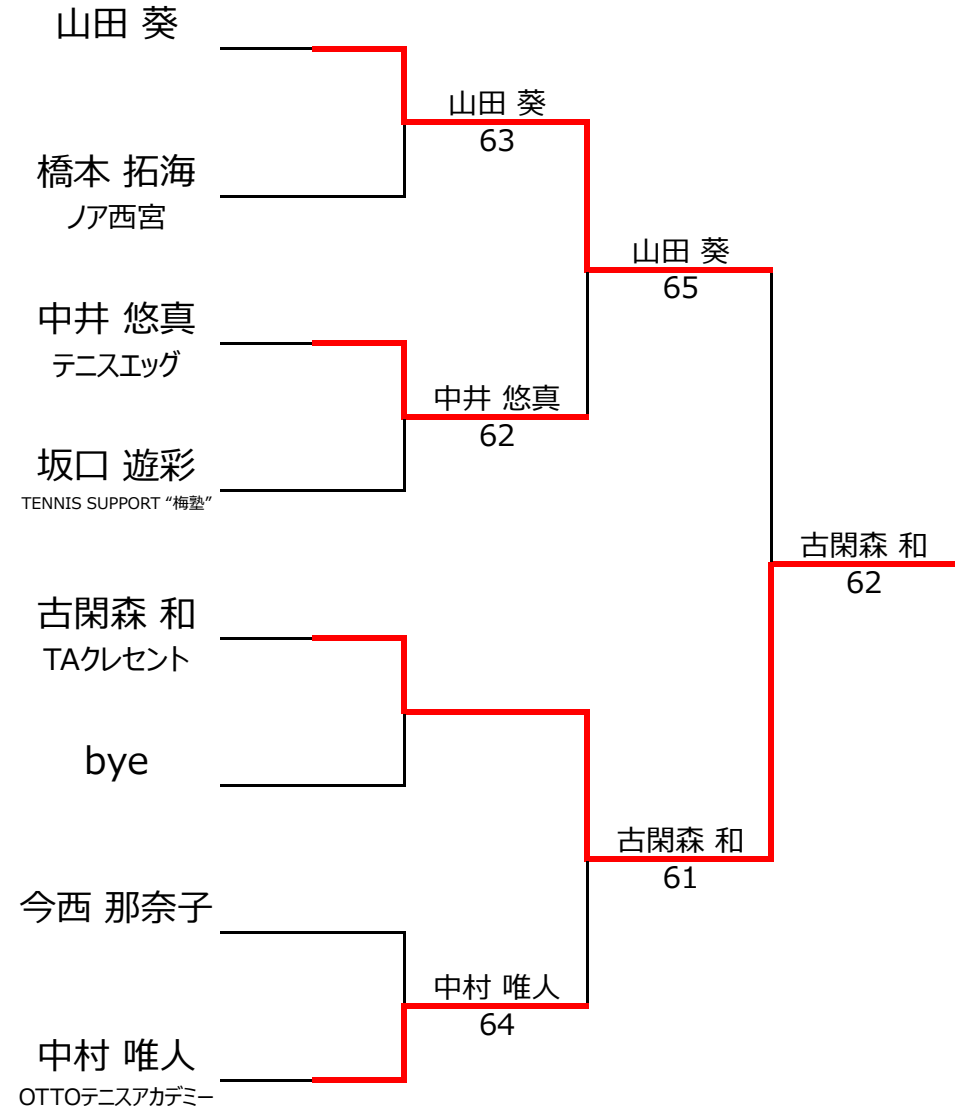 山田 葵
山田 葵
63
橋本 拓海
ノア西宮
山田 葵
65
中井 悠真
テニスエッグ
中井 悠真
62
坂口 遊彩
TENNIS SUPPORT “梅塾”
古閑森 和
62
古閑森 和
TAクレセント
bye
古閑森 和
61
今西 那奈子
中村 唯人
64
中村 唯人
OTTOテニスアカデミー